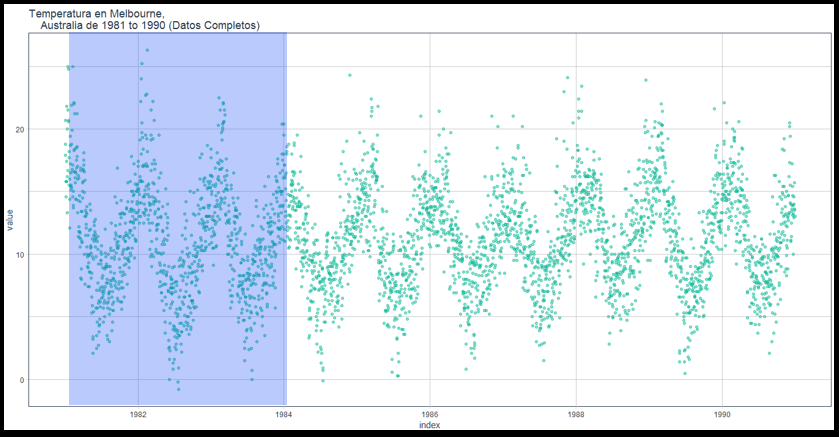 Temperatura en Melbourne,
Australia de 1981 to 1990 (Datos Completos)
20
10
0
value
1982
1984
1986
1988
1990
index